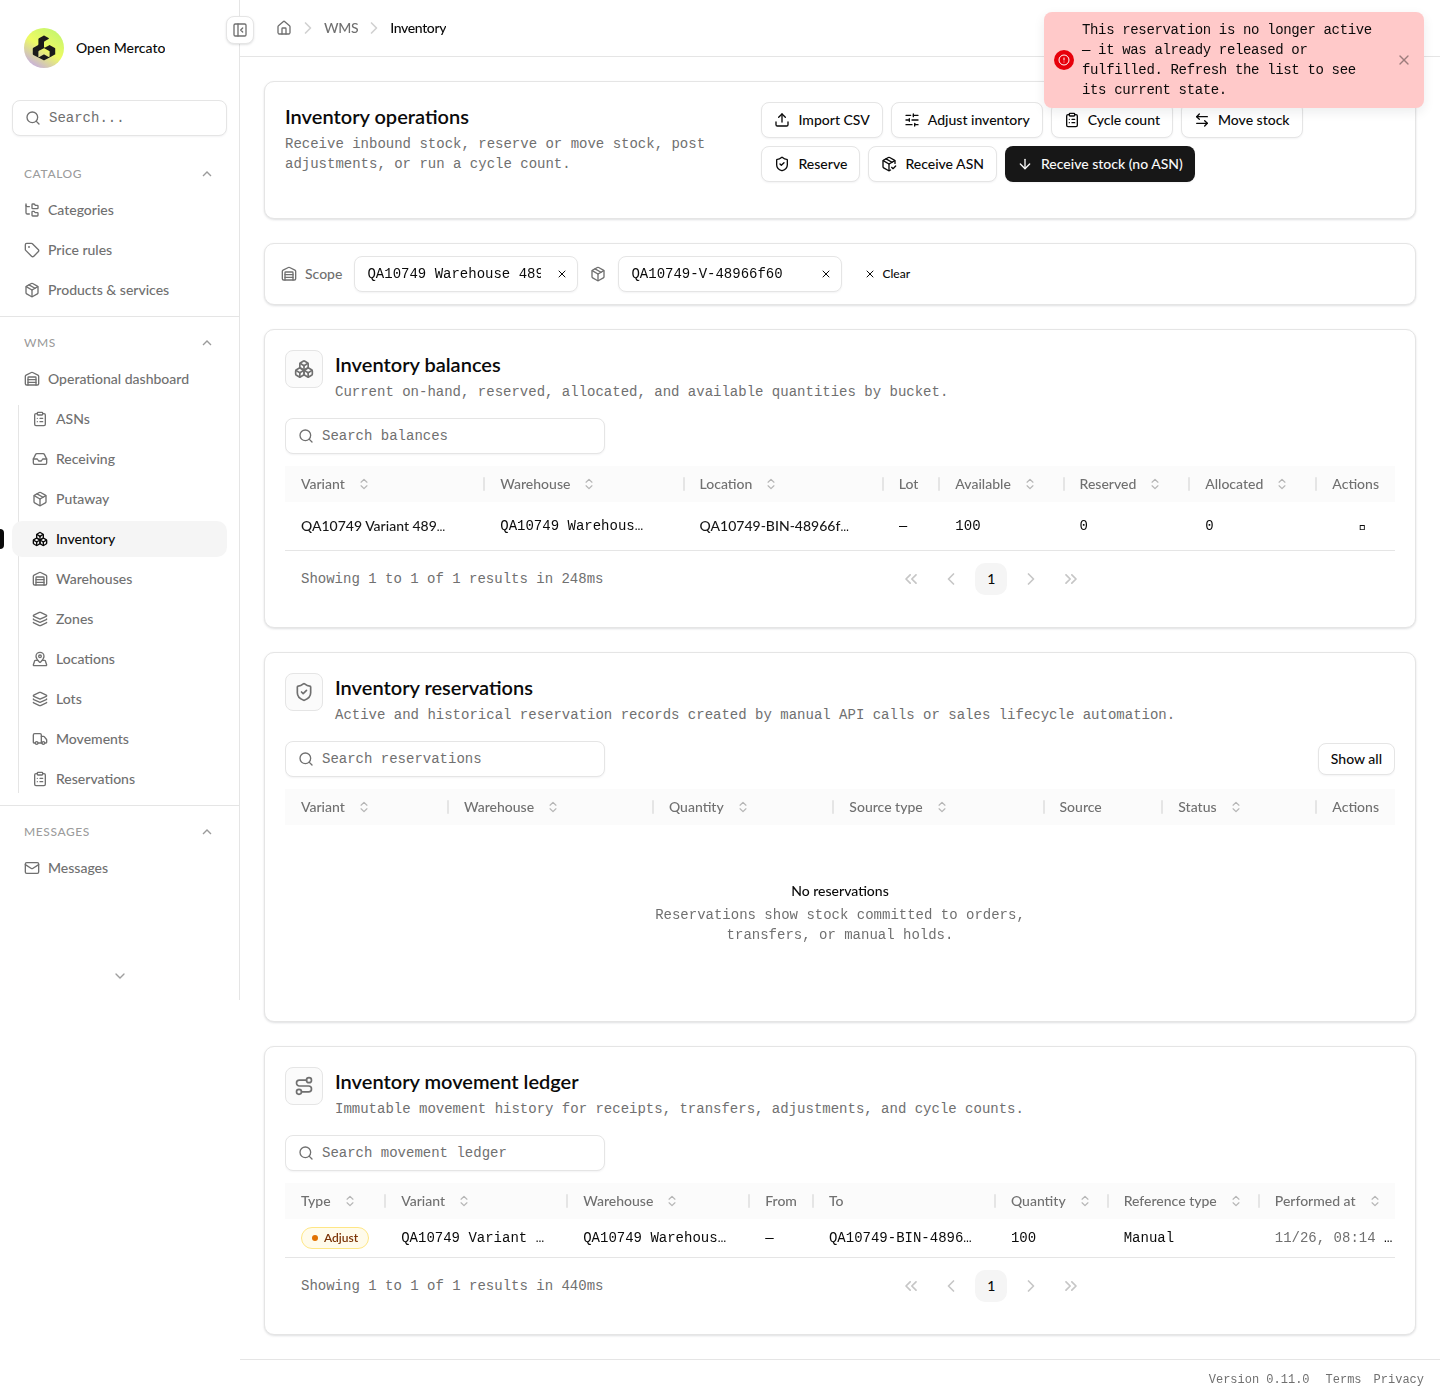 Open Mercato
Search...
CATALOG
Categories
Price rules
Products & services
WMS
Operational dashboard
ASNs
Receiving
Putaway
Inventory
Warehouses
Zones
Locations
Lots
Movements
Reservations
MESSAGES
Messages
WMS
Inventory
This reservation is no longer active
— it was already released or
fulfilled. Refresh the list to see
its current state.
Inventory operations
Receive inbound stock, reserve or move stock, post
adjustments, or run a cycle count.
Import CSV
Adjust inventory
Cycle count
Move stock
Reserve
Receive ASN
Receive stock (no ASN)
Scope
QA10749 Warehouse 489
QA10749-V-48966f60
Clear
Inventory balances
Current on-hand, reserved, allocated, and available quantities by bucket.
Search balances
Variant Warehouse Location Lot Available Reserved Allocated Actions
QA10749 Variant 489... QA10749 Warehous… QA10749-BIN-48966f... — 100 0 0
Showing 1 to 1 of 1 results in 248ms
1
Inventory reservations
Active and historical reservation records created by manual API calls or sales lifecycle automation.
Search reservations
Show all
Variant Warehouse Quantity Source type Source Status Actions
No reservations
Reservations show stock committed to orders,
transfers, or manual holds.
Inventory movement ledger
Immutable movement history for receipts, transfers, adjustments, and cycle counts.
Search movement ledger
Type Variant Warehouse From To Quantity Reference type Performed at
Adjust QA10749 Variant … QA10749 Warehous… — QA10749-BIN-4896… 100 Manual 11/26, 08:14 …
Showing 1 to 1 of 1 results in 440ms
1
Version 0.11.0 Terms Privacy